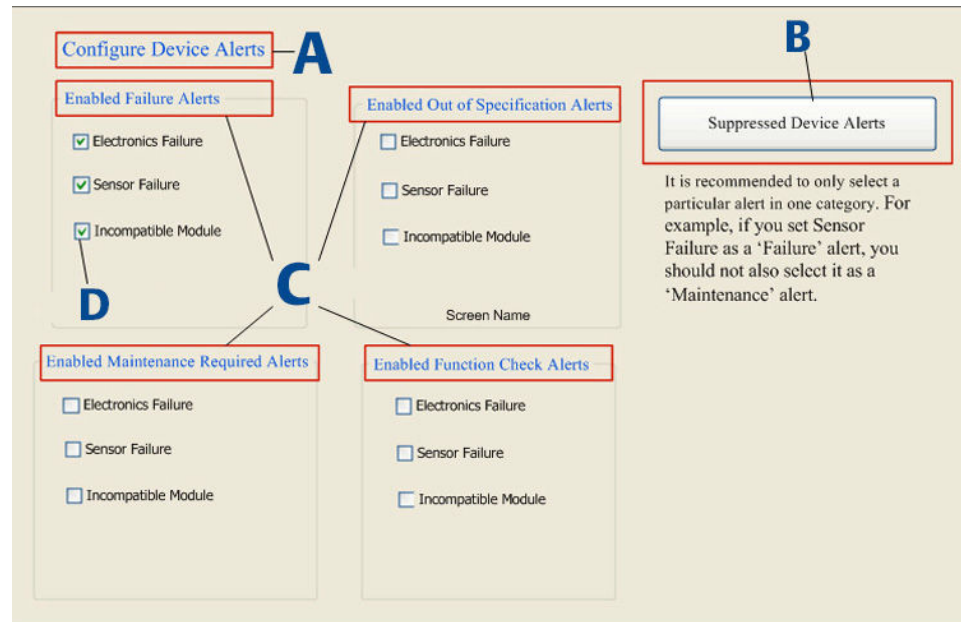 Configure Device Alerts
A
B
Enabled Failure Alerts
Electronics Failure
Sensor Failure
Incompatible Module
D
C
Enabled Out of Specification Alerts
Electronics Failure
Sensor Failure
Incompatible Module
Screen Name
Suppressed Device Alerts
It is recommended to only select a
particular alert in one category. For
example, if you set Sensor
Failure as a ‘Failure’ alert, you
should not also select it as a
‘Maintenance’ alert.
Enabled Maintenance Required Alerts
Electronics Failure
Sensor Failure
Incompatible Module
Enabled Function Check Alerts
Electronics Failure
Sensor Failure
Incompatible Module